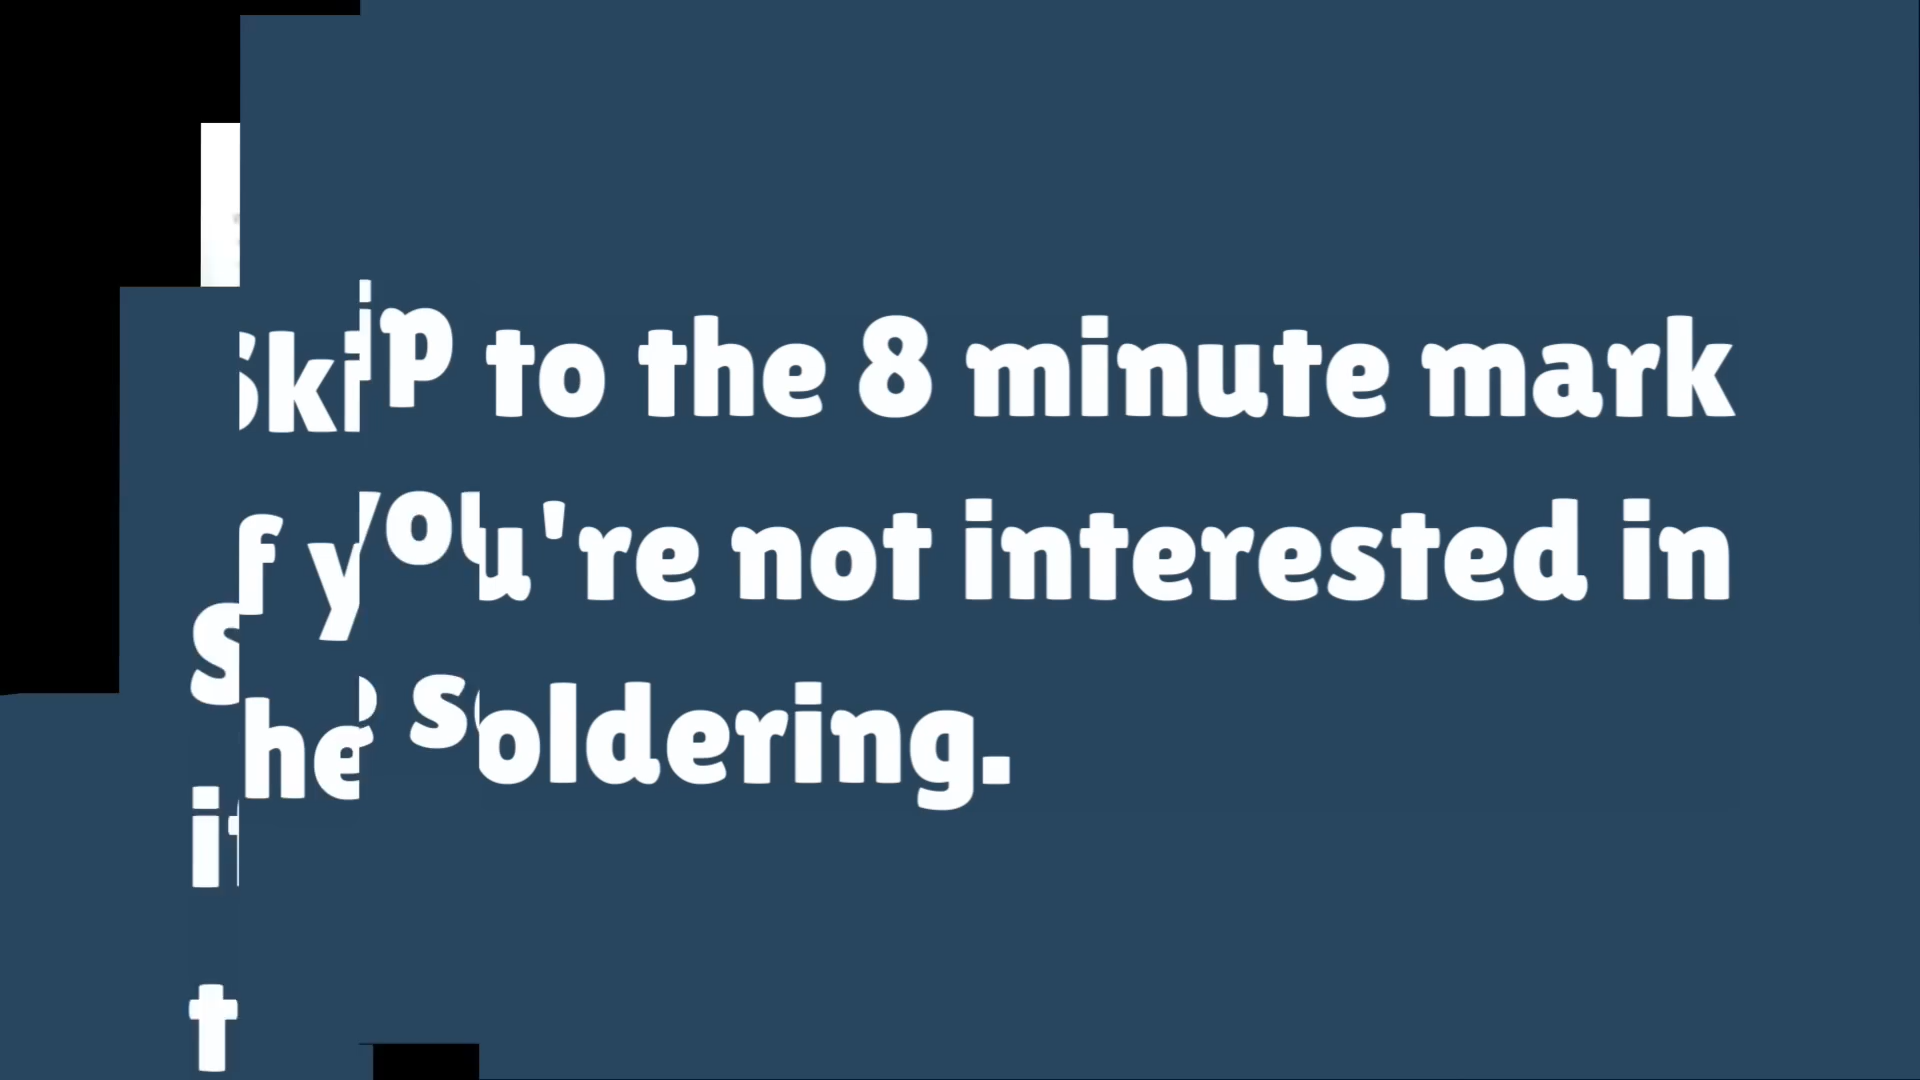 Skip to the 8 minute mark
if you're not interested in
the Soldering.